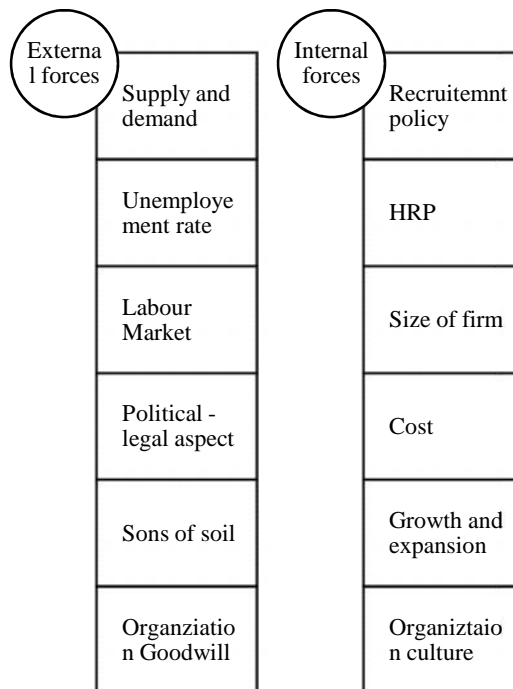 Externa
l forces
Supply and
demand
Unemploye
ment rate
Labour
Market
Political -
legal aspect
Sons of soil
Organziatio
n Goodwill
Internal
forces
Recruitemnt
policy
HRP
Size of firm
Cost
Growth and
expansion
Organiztaio
n culture